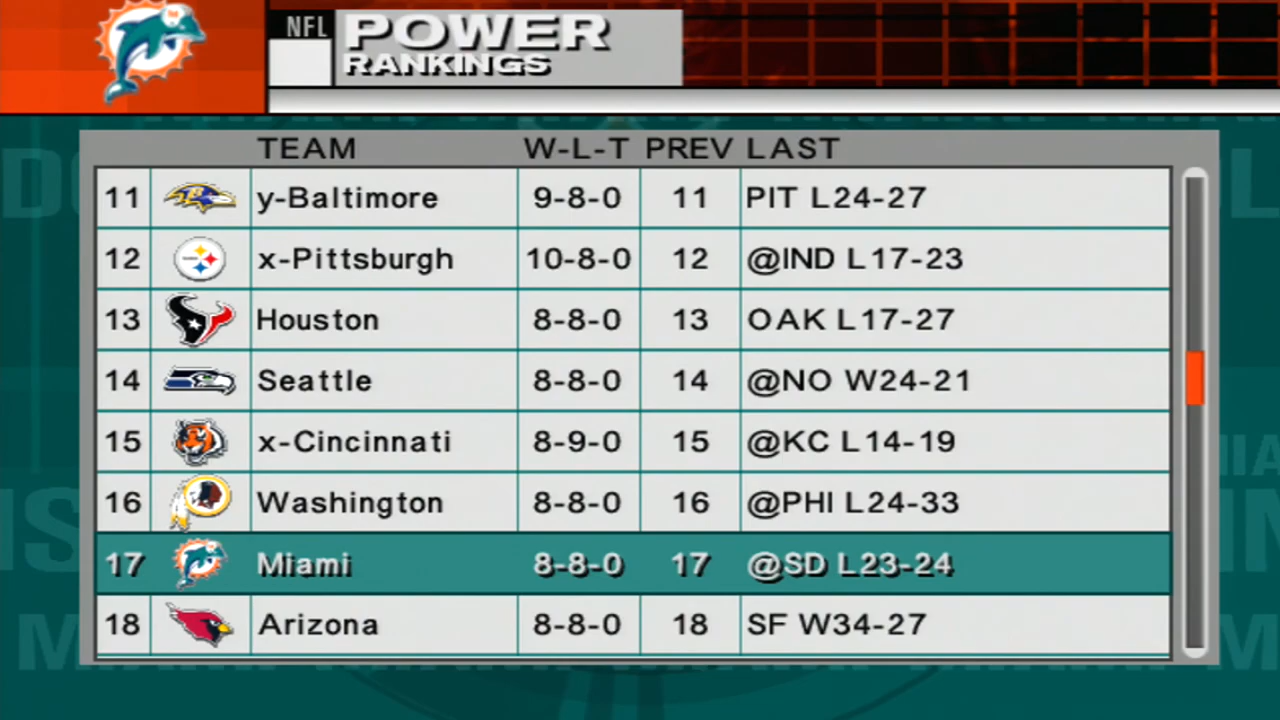 NFL POWER
RANKINGS
TEAM W-L-T PREV LAST
11 y-Baltimore 9-8-0 11 PIT L24-27
12 x-Pittsburgh 10-8-0 12 @IND L17-23
13 Houston 8-8-0 13 OAK L17-27
14 Seattle 8-8-0 14 @NO W24-21
15 x-Cincinnati 8-9-0 15 @KC L14-19
16 Washington 8-8-0 16 @PHI L24-33
17 Miami 8-8-0 17 @SD L23-24
18 Arizona 8-8-0 18 SF W34-27